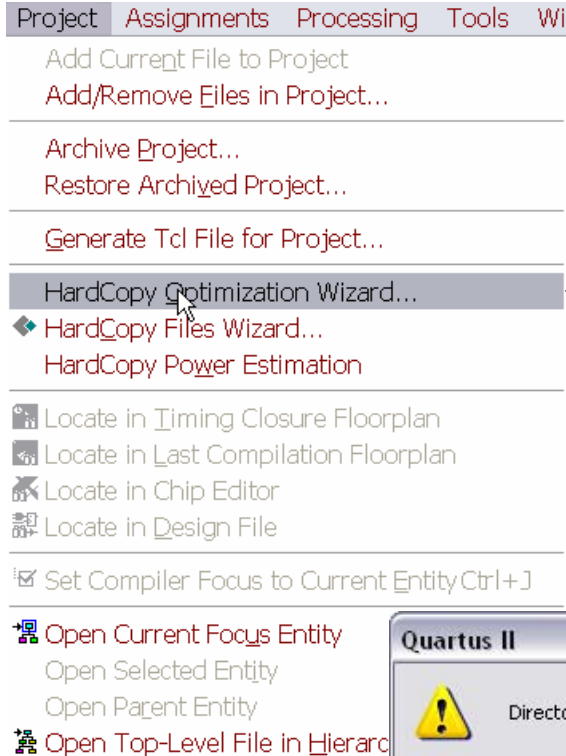 Project Assignments Processing Tools Wi
Add Current File to Project
Add/Remove Files in Project...
Archive Project...
Restore Archived Project...
Generate Tcl File for Project...
HardCopy Optimization Wizard...
HardCopy Files Wizard...
HardCopy Power Estimation
Locate in Timing Closure Floorplan
Locate in Last Compilation Floorplan
Locate in Chip Editor
Locate in Design File
Set Compiler Focus to Current Entity Ctrl+J
Open Current Focus Entity
Quartus II
Open Selected Entity
Open Parent Entity
Directo
Open Top-Level File in Hierarc